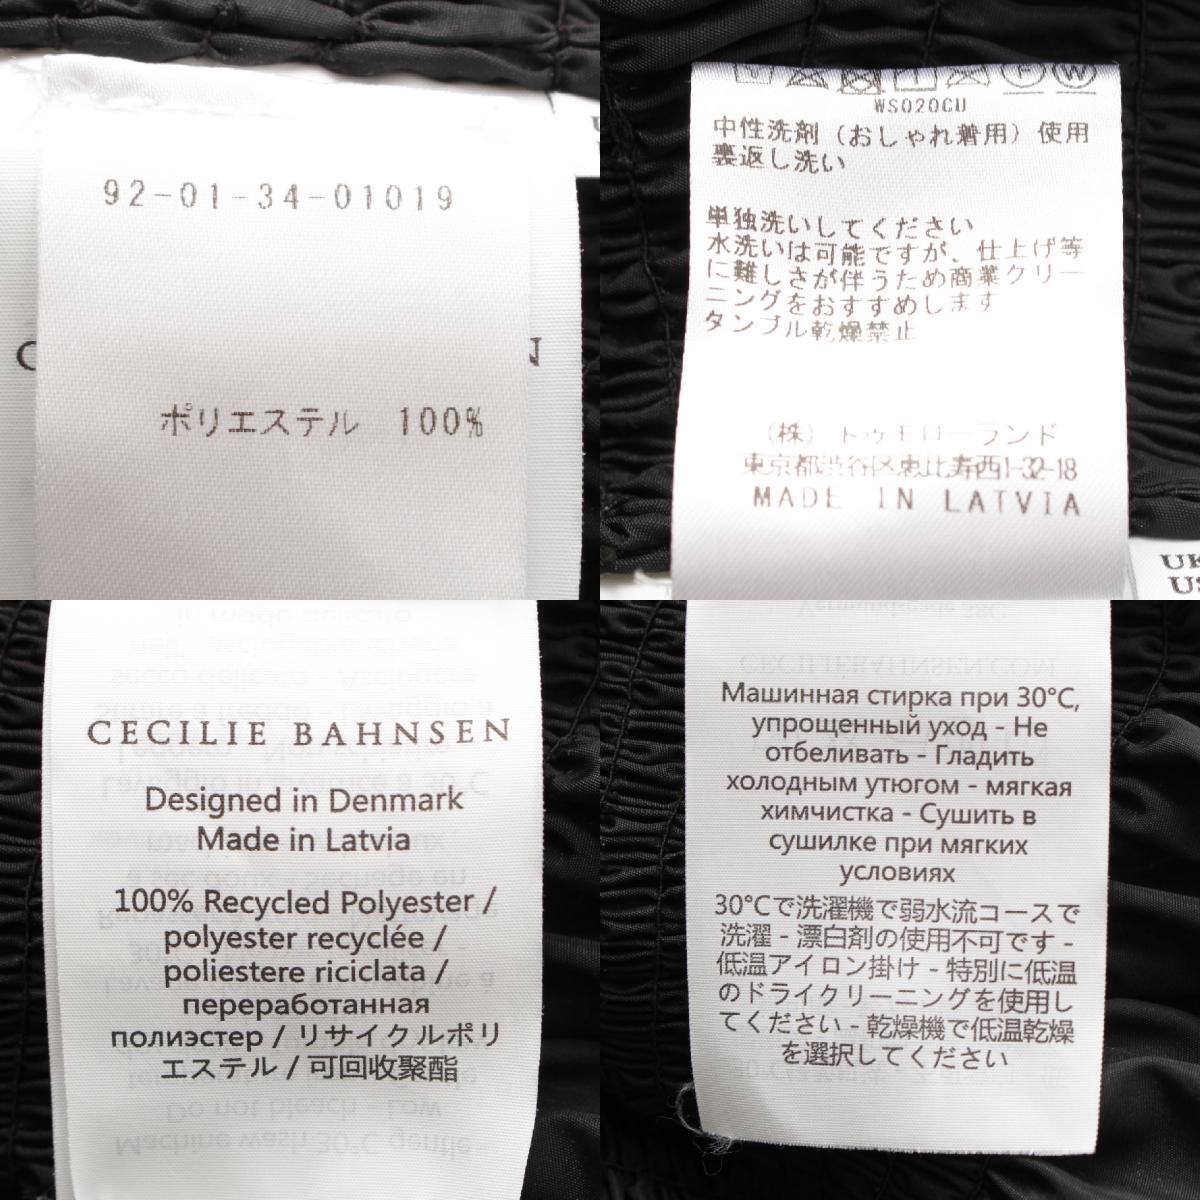 92-01-34-01019
ポリエステル 100%
WS020CU
中性洗剤（おしゃれ着用）使用
裏返し洗い
単独洗いしてください
水洗いは可能ですが、仕上げ等
に難しさが伴うため商業クリー
ニングをおすすめします
タンブル乾燥禁止
（株）トゥモローランド
東京都渋谷区恵比寿西1-32-18
MADE IN LATVIA
UK
US
CECILIE BAHNSEN
Designed in Denmark
Made in Latvia
100% Recycled Polyester /
polyester recyclée /
poliestere riciclata /
переработанная
полиэстер / リサイクルポリ
エステル / 可回收聚酯
Машинная стирка при 30°C,
упрощенный уход - Не
отбеливать - Гладить
холодным утюгом - мягкая
химчистка - Сушить в
сушилке при мягких
условиях
30°Cで洗濯機で弱水流コースで
洗濯 - 漂白剤の使用不可です -
低温アイロン掛け - 特別に低温
のドライクリーニングを使用し
てください - 乾燥機で低温乾燥
を選択してください